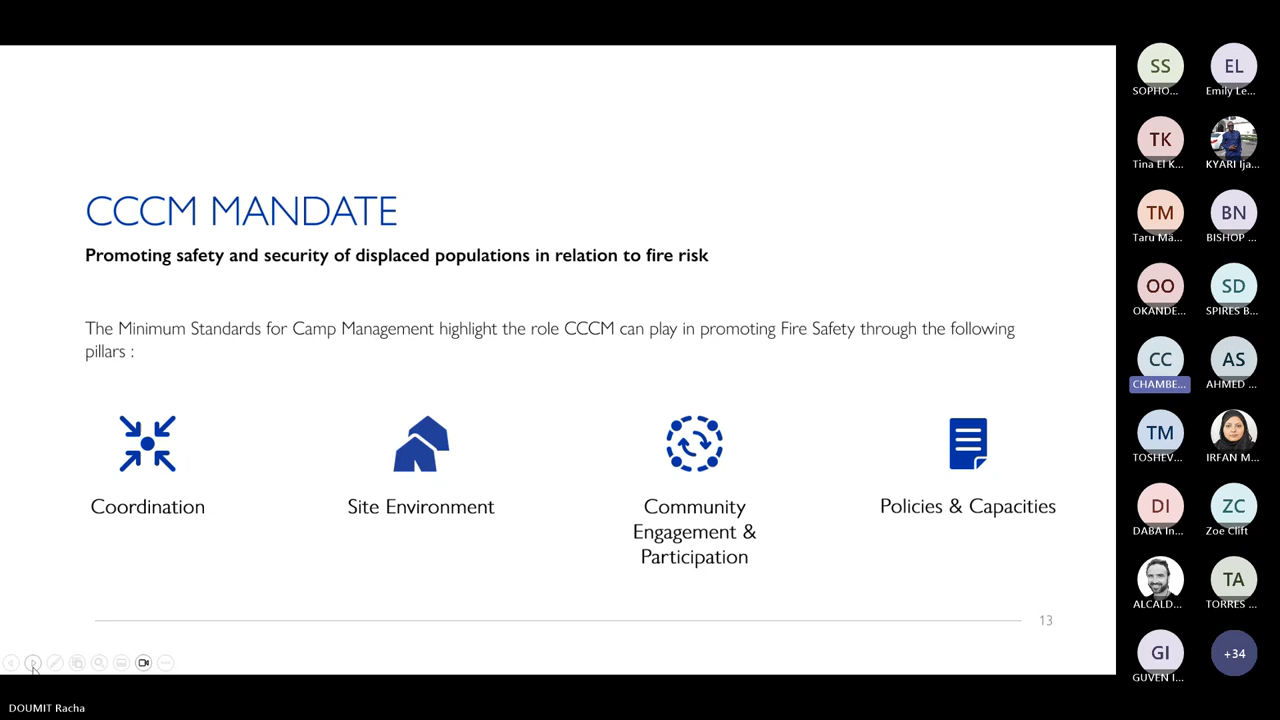 CCCM MANDATE
Promoting safety and security of displaced populations in relation to fire risk
The Minimum Standards for Camp Management highlight the role CCCM can play in promoting Fire Safety through the following
pillars :
Coordination
Site Environment
Community
Engagement &
Participation
Policies & Capacities
13
SS
SOPHO...
EL
Emily Le...
TK
Tina El K...
KYARI Ija...
TM
Taru Mä...
BN
BISHOP ...
OO
OKANDE...
SD
SPIRES B...
CC
CHAMBE...
AS
AHMED ...
TM
TOSHEV...
IRFAN M...
DI
DABA In...
ZC
Zoe Clift
ALCALD...
TA
TORRES ...
GI
GUVEN I...
+34
DOUMIT Racha